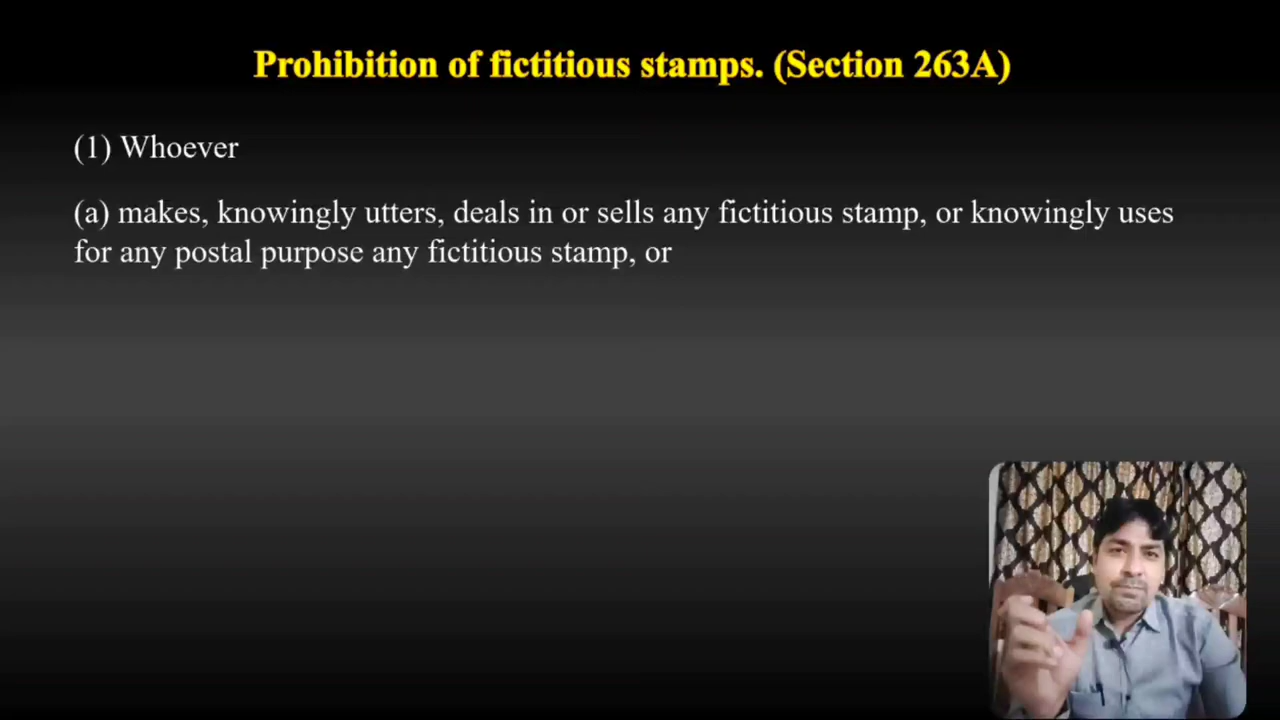 Prohibition of fictitious stamps. (Section 263A)
(1) Whoever
(a) makes, knowingly utters, deals in or sells any fictitious stamp, or knowingly uses
for any postal purpose any fictitious stamp, or